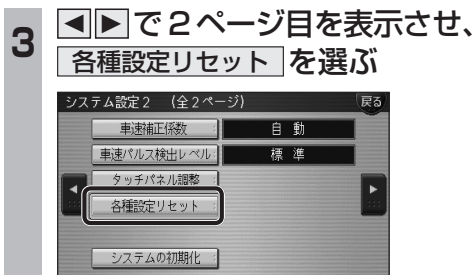 3
◀▶で2ページ目を表示させ、
各種設定リセット を選ぶ
システム設定2 (全2ページ)
戻る
車速補正係数 自 動
車速パルス検出レベル 標 準
タッチパネル調整
各種設定リセット
システムの初期化